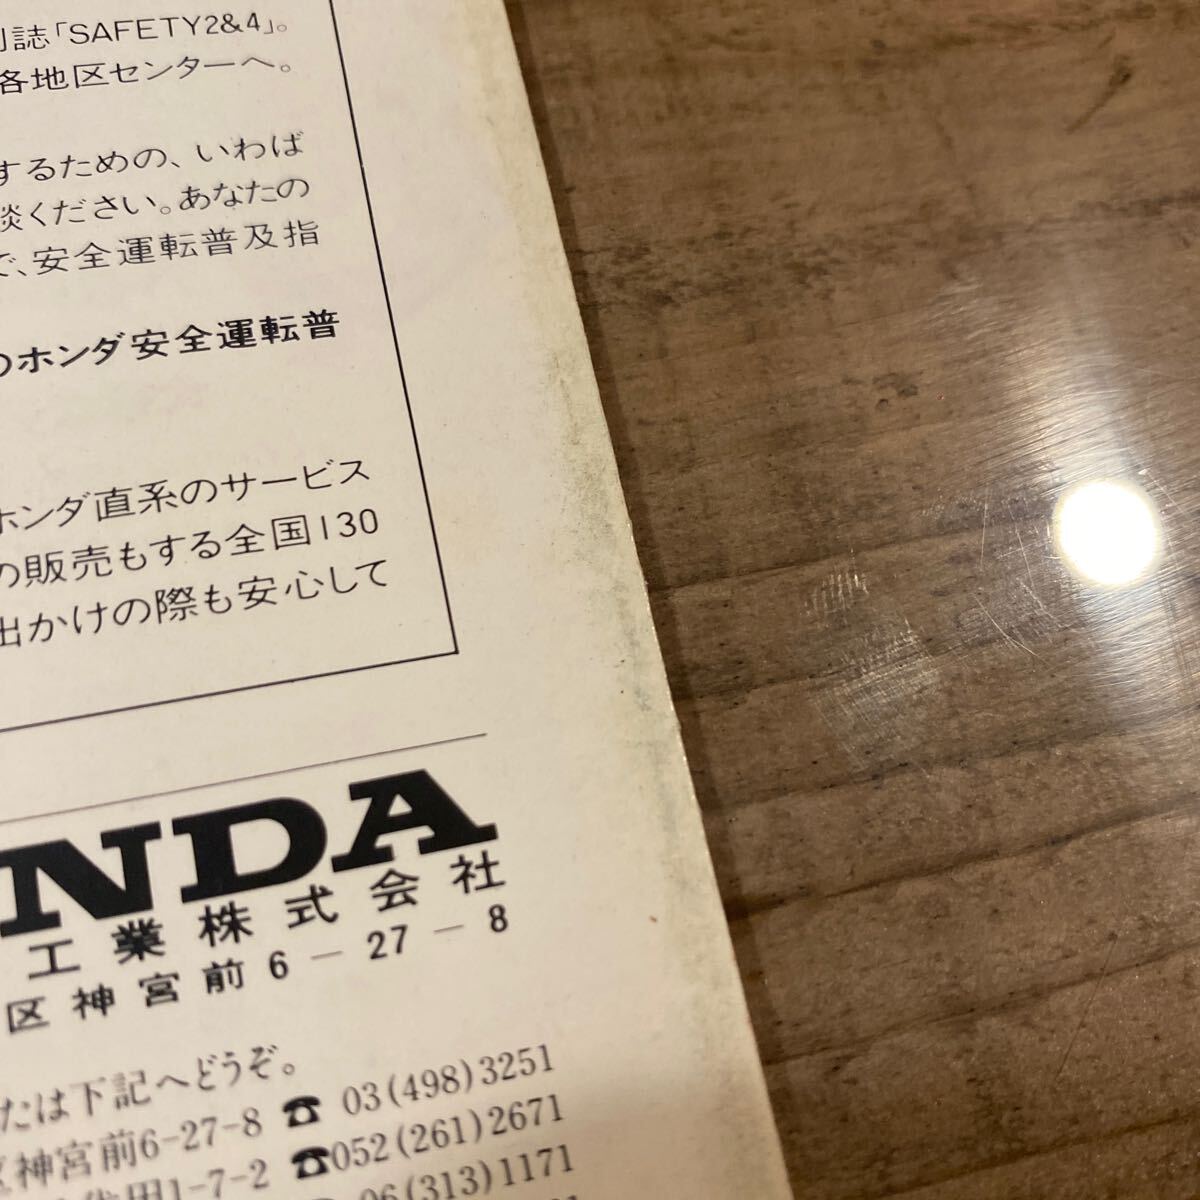 誌「SAFETY2&4」。
各地区センターへ。
するための、いわば
談ください。あなたの
で、安全運転普及指
のホンダ安全運転普
ホンダ直系のサービス
の販売もする全国130
出かけの際も安心して
NDA
工業株式会社
区神宮前6-27-8
たは下記へどうぞ。
区神宮前6-27-8 ☎ 03(498)3251
1-7-2 ☎052(261)2671
06(313)1171